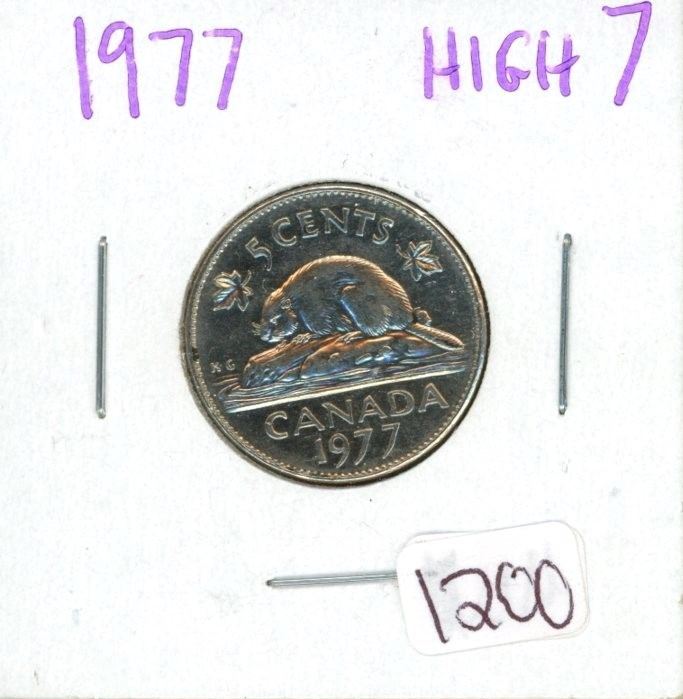 1977 HIGH 7
5 CENTS
KG
CANADA
1977
1200